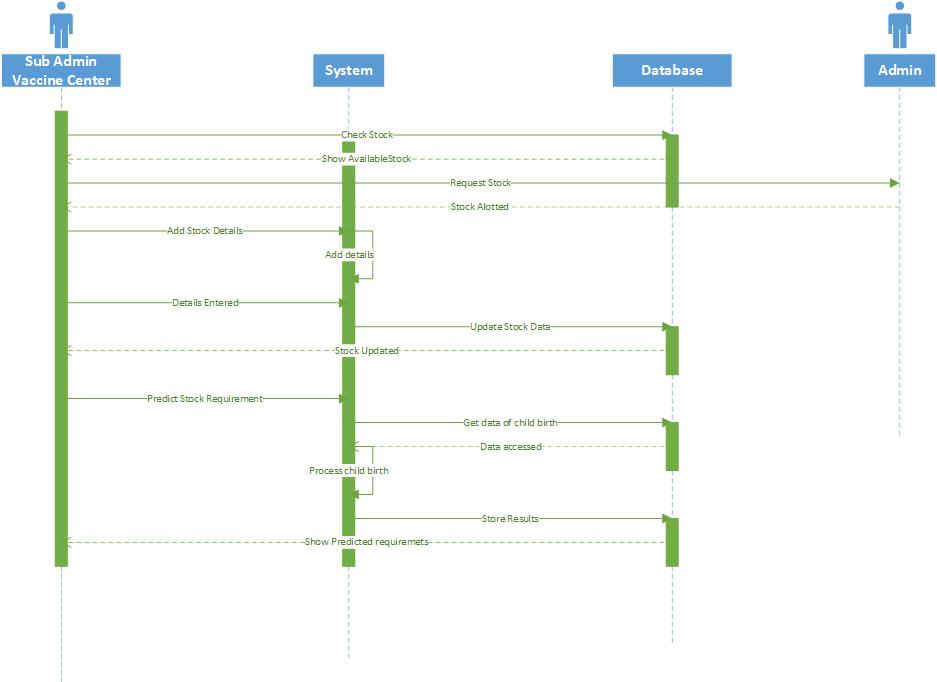 Sub Admin
Vaccine Center
System
Database
Admin
Check Stock
Show AvailableStock
Request Stock
Stock Alotted
Add Stock Details
Add details
Details Entered
Update Stock Data
Stock Updated
Predict Stock Requirement
Get data of child birth
Data accessed
Process child birth
Store Results
Show Predicted requiremets